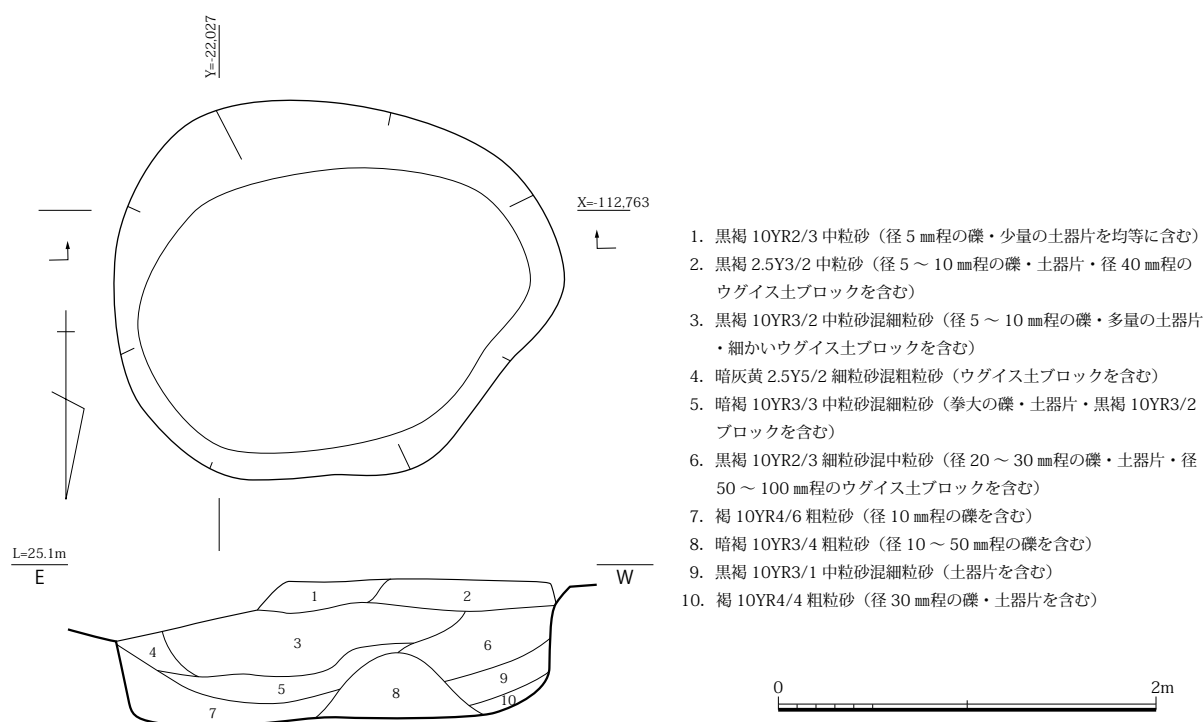 Y=-22,027
X=-112,763
1. 黒褐 10YR2/3 中粒砂（径 5 ㎜程の礫・少量の土器片を均等に含む）
2. 黒褐 2.5Y3/2 中粒砂（径 5 ～ 10 ㎜程の礫・土器片・径 40 ㎜程の
ウグイス土ブロックを含む）
3. 黒褐 10YR3/2 中粒砂混細粒砂（径 5 ～ 10 ㎜程の礫・多量の土器片
・細かいウグイス土ブロックを含む）
4. 暗灰黄 2.5Y5/2 細粒砂混粗粒砂（ウグイス土ブロックを含む）
5. 暗褐 10YR3/3 中粒砂混細粒砂（拳大の礫・土器片・黒褐 10YR3/2
ブロックを含む）
6. 黒褐 10YR2/3 細粒砂混中粒砂（径 20 ～ 30 ㎜程の礫・土器片・径
50 ～ 100 ㎜程のウグイス土ブロックを含む）
7. 褐 10YR4/6 粗粒砂（径 10 ㎜程の礫を含む）
8. 暗褐 10YR3/4 粗粒砂（径 10 ～ 50 ㎜程の礫を含む）
9. 黒褐 10YR3/1 中粒砂混細粒砂（土器片を含む）
10. 褐 10YR4/4 粗粒砂（径 30 ㎜程の礫・土器片を含む）
L=25.1m
E
W
1
2
3
4
5
6
7
8
9
10
0
2m